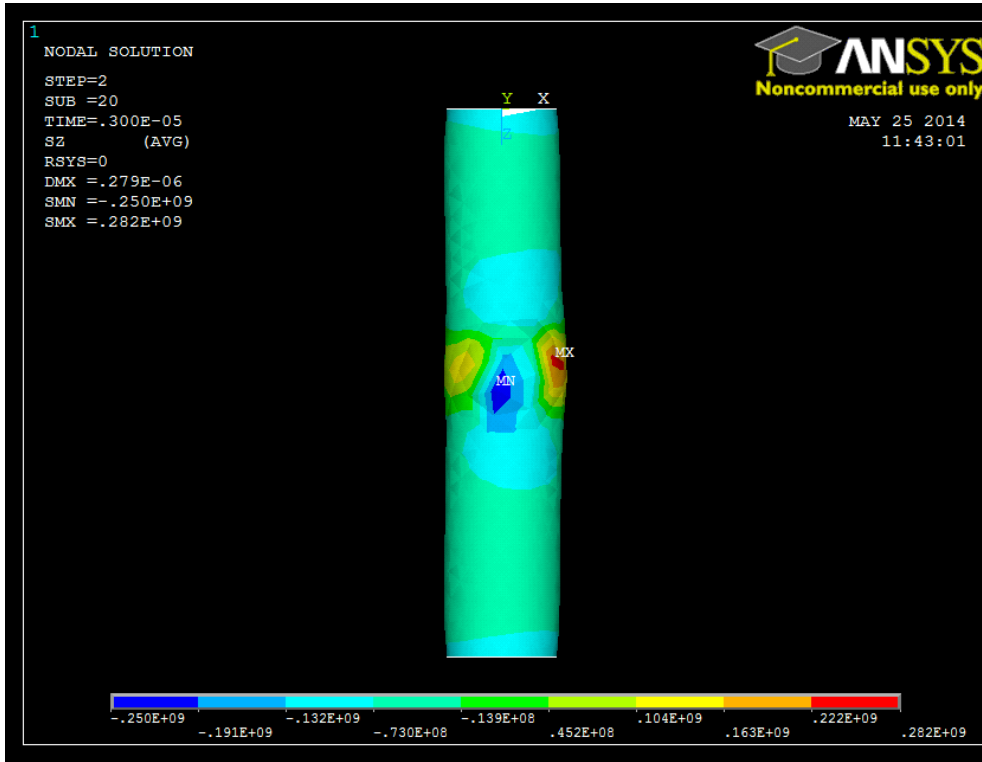 1
NODAL SOLUTION
STEP=2
SUB =20
TIME=.300E-05
SZ (AVG)
RSYS=0
DMX =.279E-06
SMN =-.250E+09
SMX =.282E+09
ANSYS
Noncommercial use only
MAY 25 2014
11:43:01
Y X
Z
MX
MN
-.250E+09 -.132E+09 -.139E+08 .104E+09 .222E+09
-.191E+09 -.730E+08 .452E+08 .163E+09 .282E+09